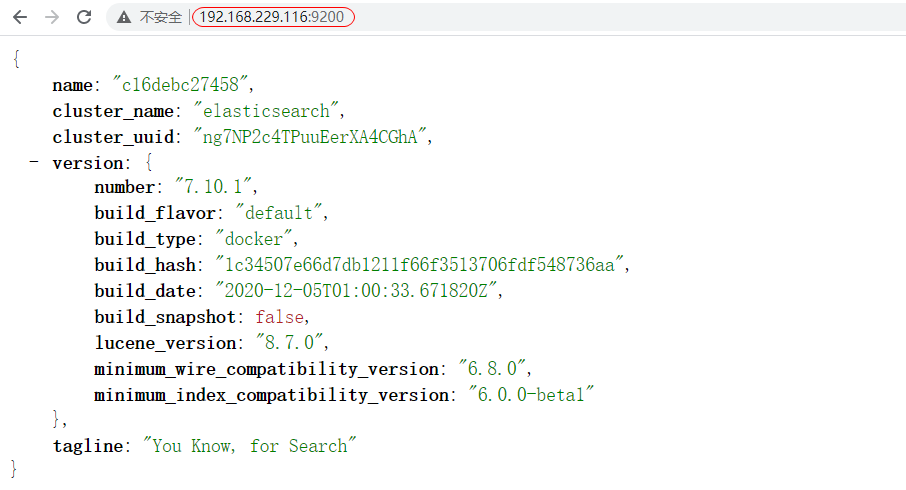 不安全 | 192.168.229.116:9200
{
name: "c16debc27458",
cluster_name: "elasticsearch",
cluster_uuid: "ng7NP2c4TPuuEerXA4CGhA",
- version: {
number: "7.10.1",
build_flavor: "default",
build_type: "docker",
build_hash: "1c34507e66d7db1211f66f3513706fdf548736aa",
build_date: "2020-12-05T01:00:33.671820Z",
build_snapshot: false,
lucene_version: "8.7.0",
minimum_wire_compatibility_version: "6.8.0",
minimum_index_compatibility_version: "6.0.0-beta1"
},
tagline: "You Know, for Search"
}